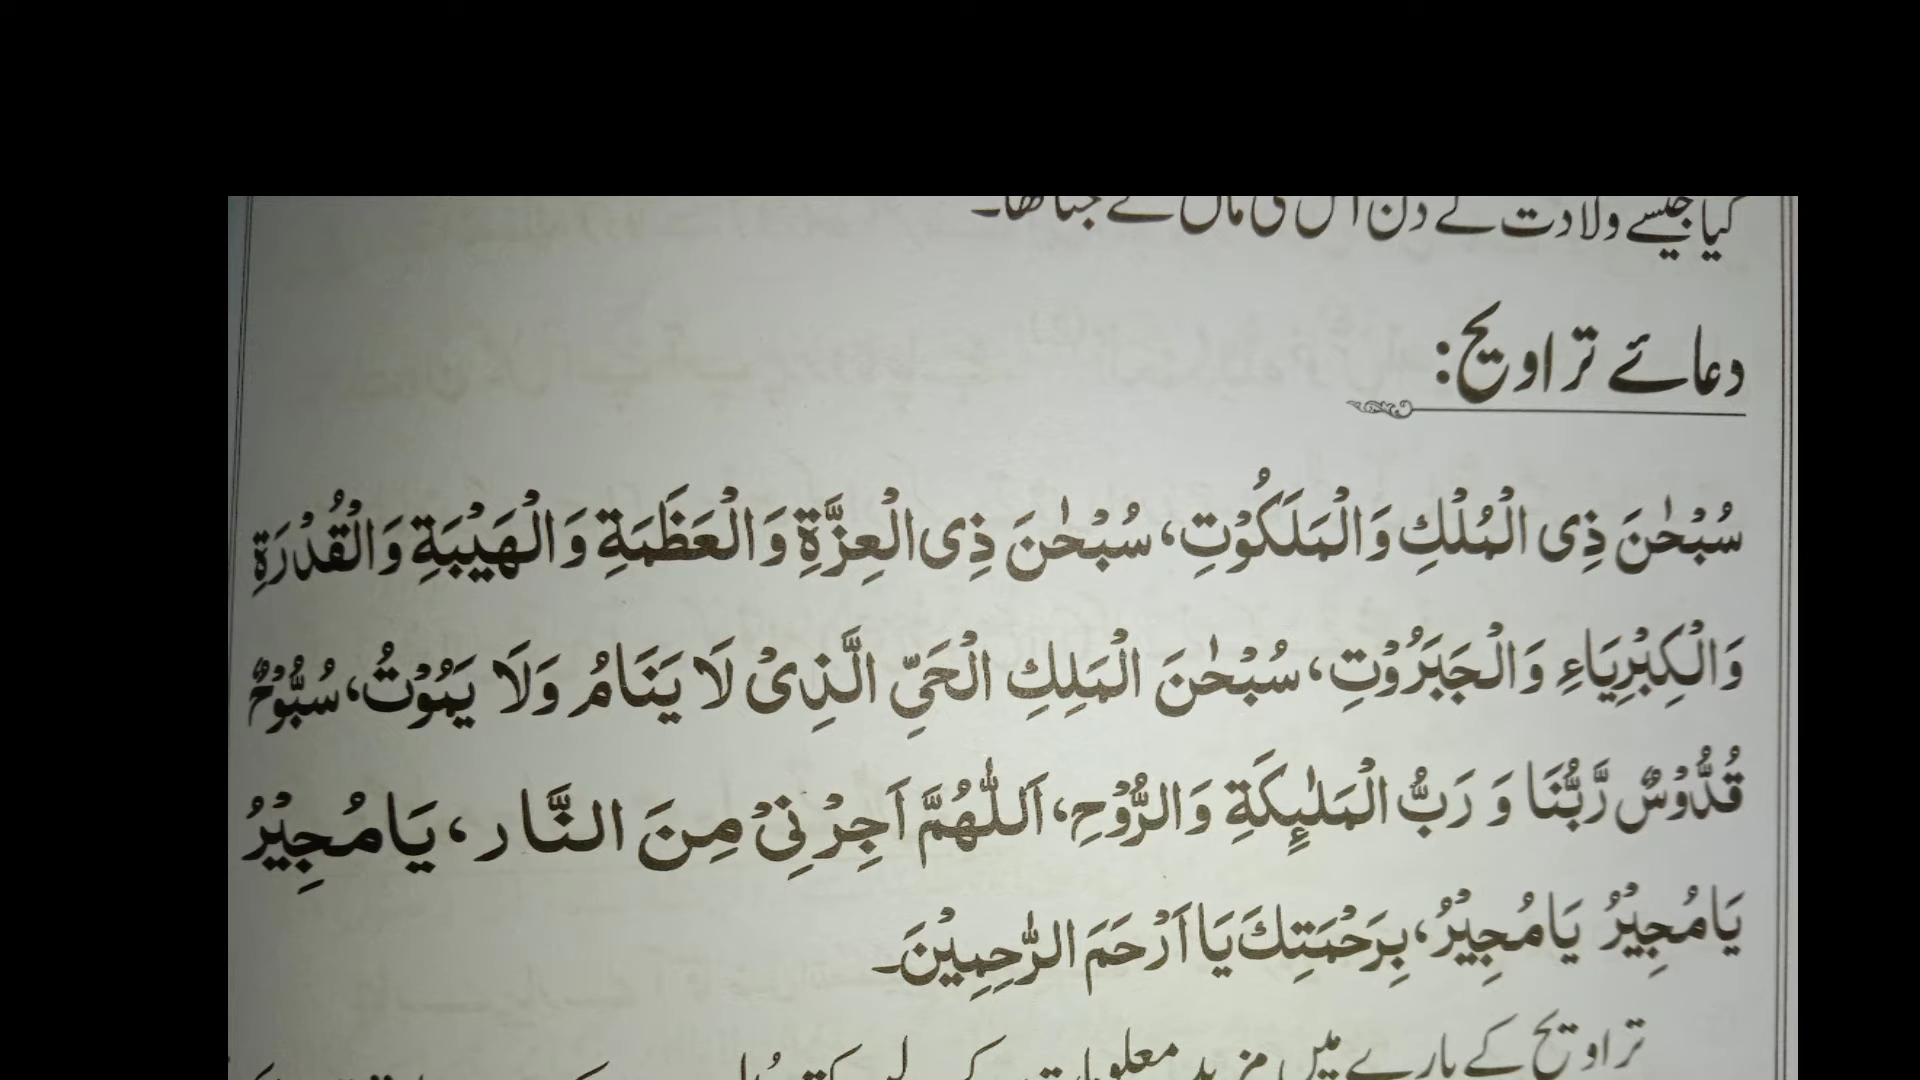 کیا جیسے ولادت کے دن اس کی ماں نے جنا تھا۔
دعائے تراویح:
سُبْحٰنَ ذِی الْمُلْكِ وَالْمَلَكُوْتِ، سُبْحٰنَ ذِی الْعِزَّةِ وَالْعَظَمَةِ وَالْهَيْبَةِ وَالْقُدْرَةِ
وَالْكِبْرِيَاءِ وَالْجَبَرُوْتِ، سُبْحٰنَ الْمَلِكِ الْحَيِّ الَّذِیْ لَا يَنَامُ وَلَا يَمُوْتُ، سُبُّوْحٌ
قُدُّوْسٌ رَّبُّنَا وَ رَبُّ الْمَلٰٓئِكَةِ وَالرُّوْحِ، اَللّٰهُمَّ اَجِرْنِیْ مِنَ النَّار، يَا مُجِيْرُ
يَا مُجِيْرُ يَا مُجِيْرُ، بِرَحْمَتِكَ يَا اَرْحَمَ الرّٰحِمِيْنَ۔
تراویح کے بارے میں مزید معلومات کے لیے